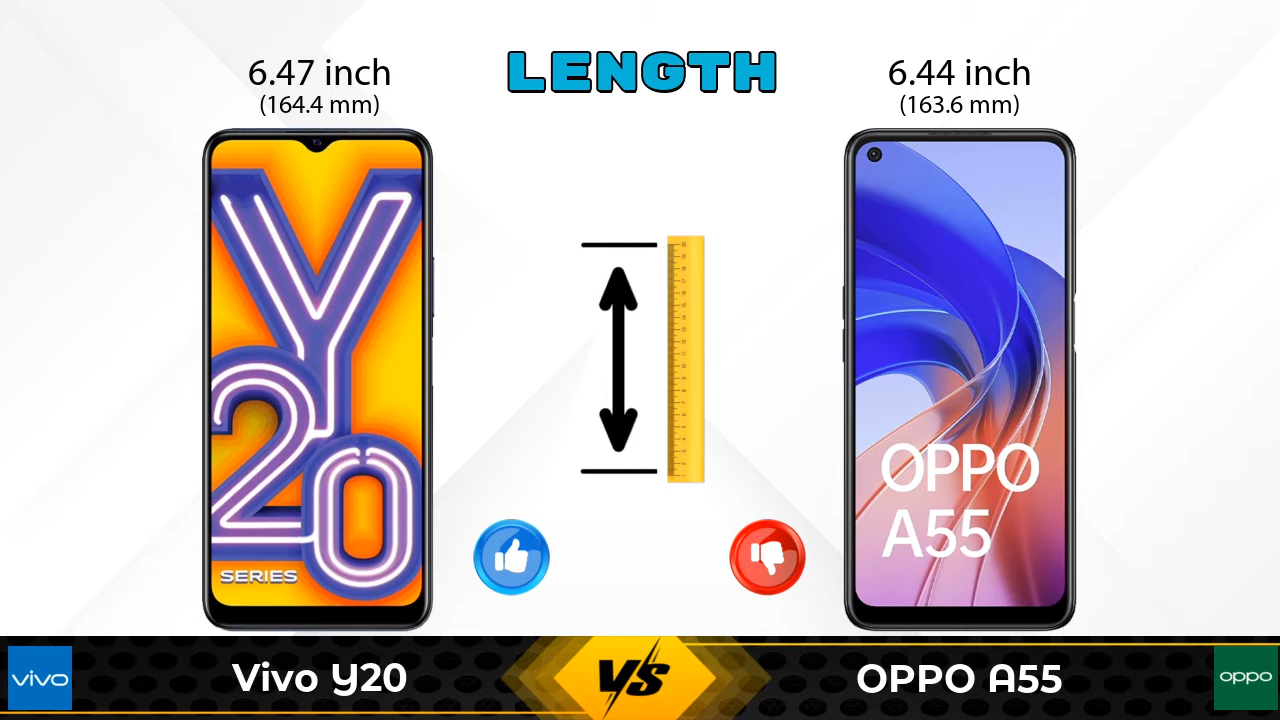 LENGTH
6.47 inch
(164.4 mm)
6.44 inch
(163.6 mm)
Y
20
SERIES
OPPO
A55
vivo
Vivo Y20
VS
OPPO A55
oppo